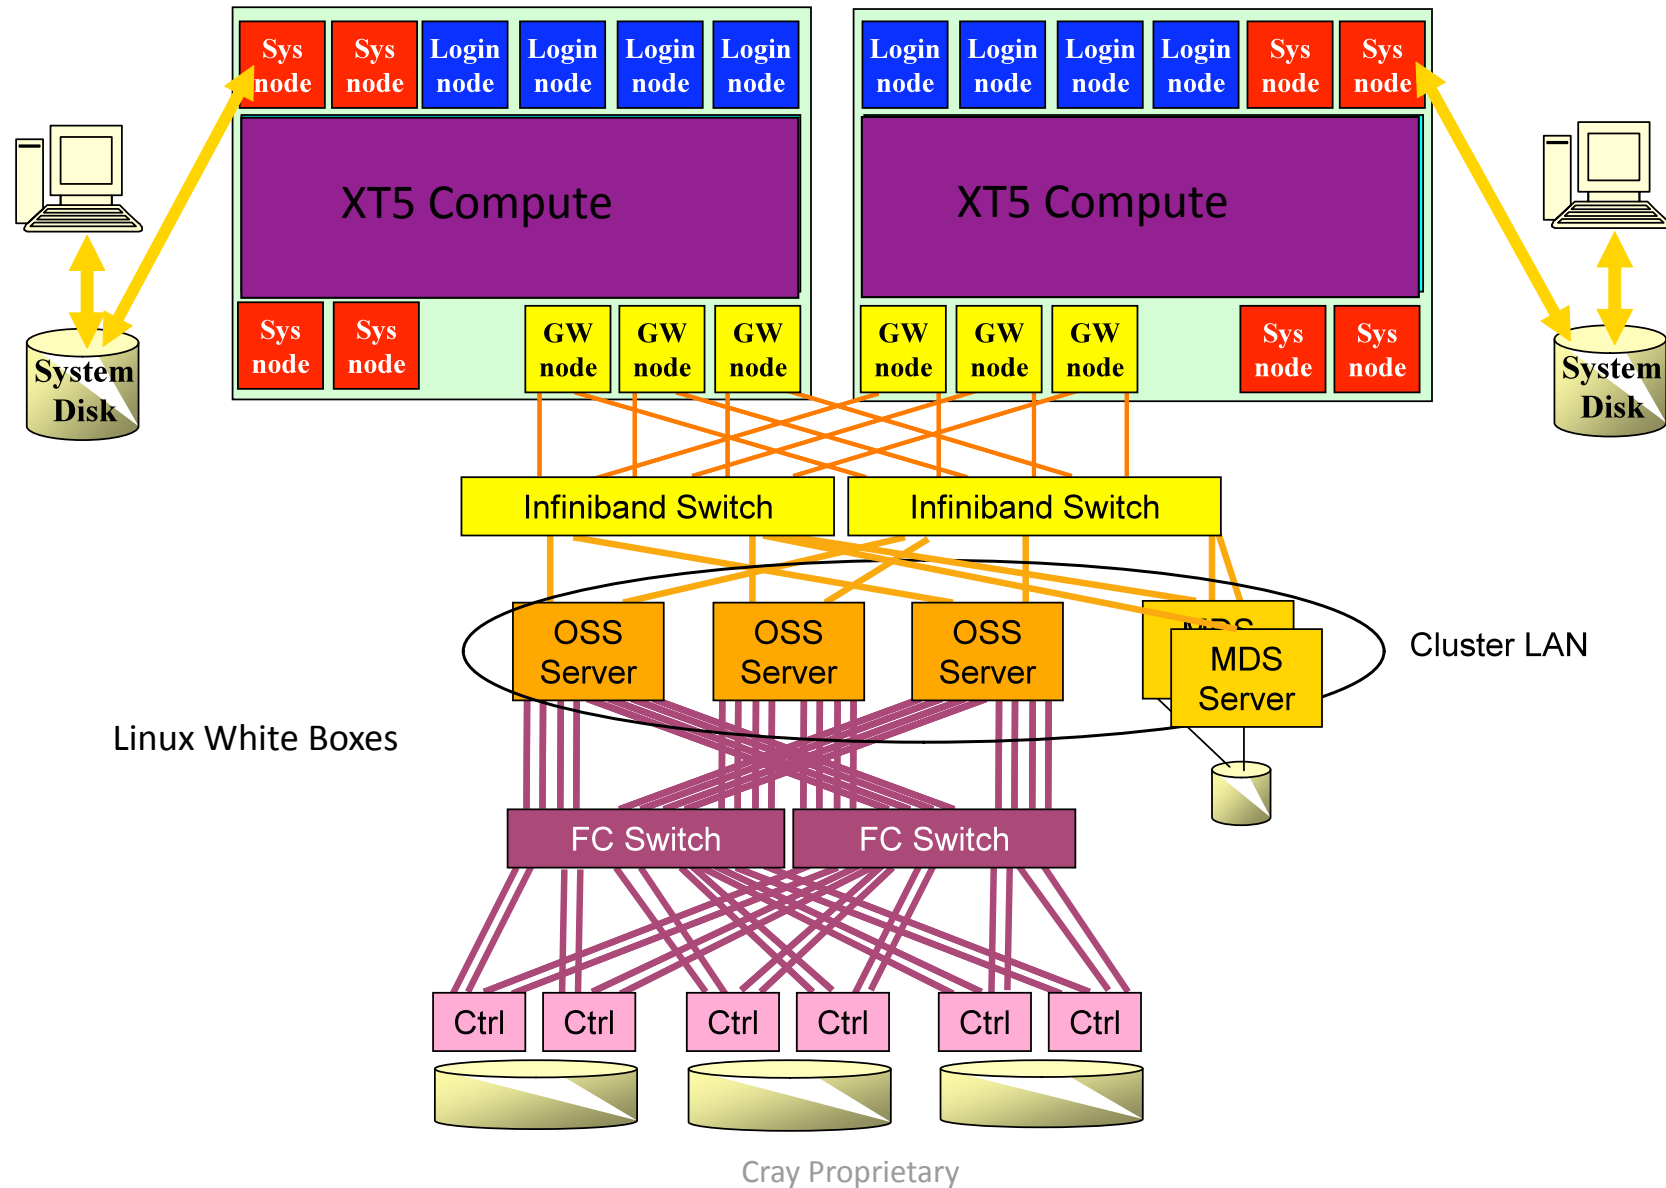 Sys
node
Sys
node
Login
node
Login
node
Login
node
Login
node
Login
node
Login
node
Login
node
Login
node
Sys
node
Sys
node
XT5 Compute
XT5 Compute
Sys
node
Sys
node
GW
node
GW
node
GW
node
GW
node
GW
node
GW
node
Sys
node
Sys
node
System
Disk
System
Disk
Infiniband Switch
Infiniband Switch
OSS
Server
OSS
Server
OSS
Server
MDS
MDS
Server
Cluster LAN
Linux White Boxes
FC Switch
FC Switch
Ctrl
Ctrl
Ctrl
Ctrl
Ctrl
Ctrl
Cray Proprietary